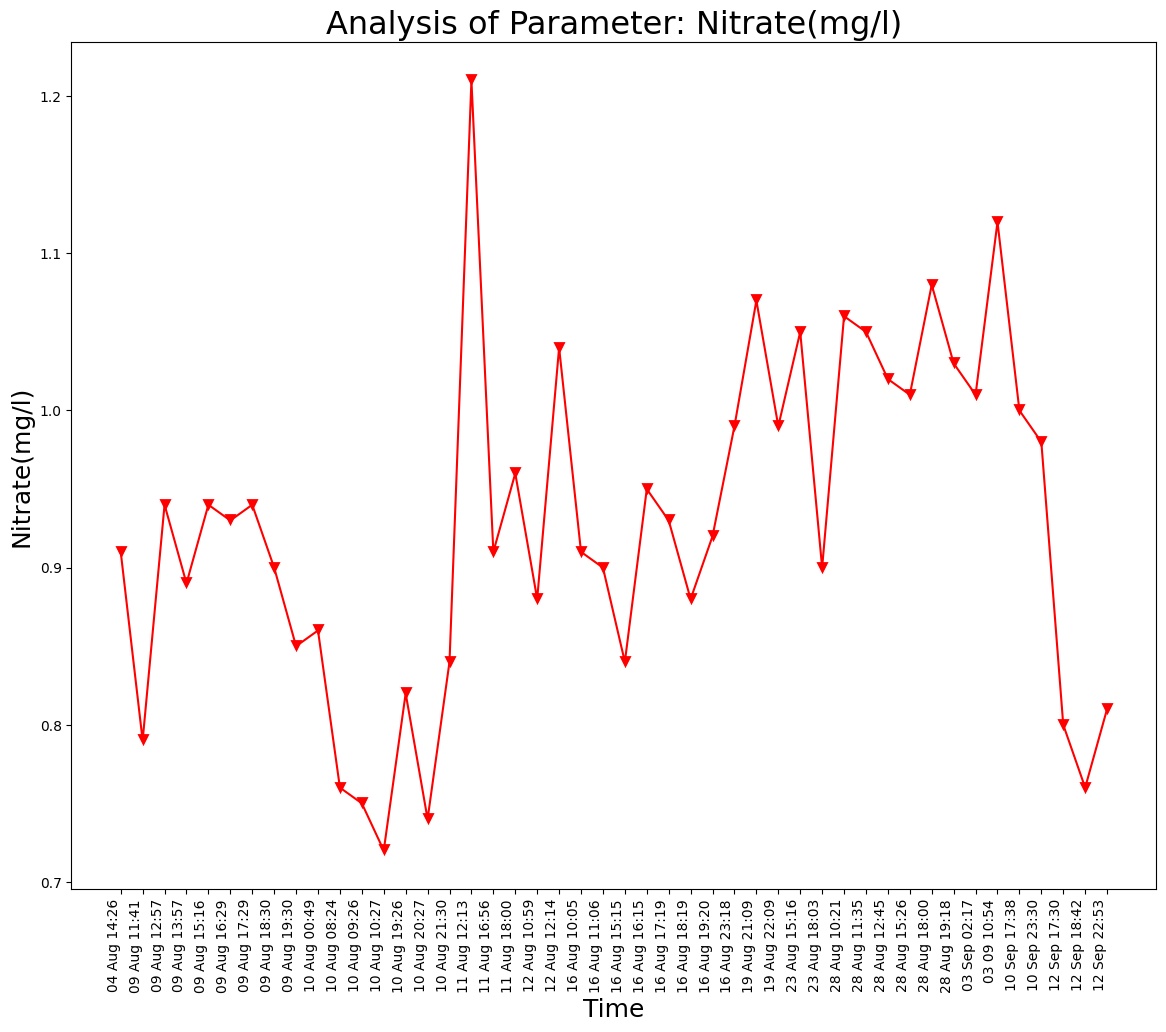 Analysis of Parameter: Nitrate(mg/l)
Nitrate(mg/l)
1.2
1.1
1.0
0.9
0.8
0.7
04 Aug 14:26
09 Aug 11:41
09 Aug 12:57
09 Aug 13:57
09 Aug 15:16
09 Aug 16:29
09 Aug 17:29
09 Aug 18:30
09 Aug 19:30
10 Aug 00:49
10 Aug 08:24
10 Aug 09:26
10 Aug 10:27
10 Aug 19:26
10 Aug 20:27
10 Aug 21:30
11 Aug 12:13
11 Aug 16:56
11 Aug 18:00
12 Aug 10:59
12 Aug 12:14
16 Aug 10:05
16 Aug 11:06
16 Aug 15:15
16 Aug 16:15
16 Aug 17:19
16 Aug 18:19
16 Aug 19:20
16 Aug 23:18
19 Aug 21:09
19 Aug 22:09
23 Aug 15:16
23 Aug 18:03
28 Aug 10:21
28 Aug 11:35
28 Aug 12:45
28 Aug 15:26
28 Aug 18:00
28 Aug 19:18
03 Sep 02:17
03 09 10:54
10 Sep 17:38
10 Sep 23:30
12 Sep 17:30
12 Sep 18:42
12 Sep 22:53
Time